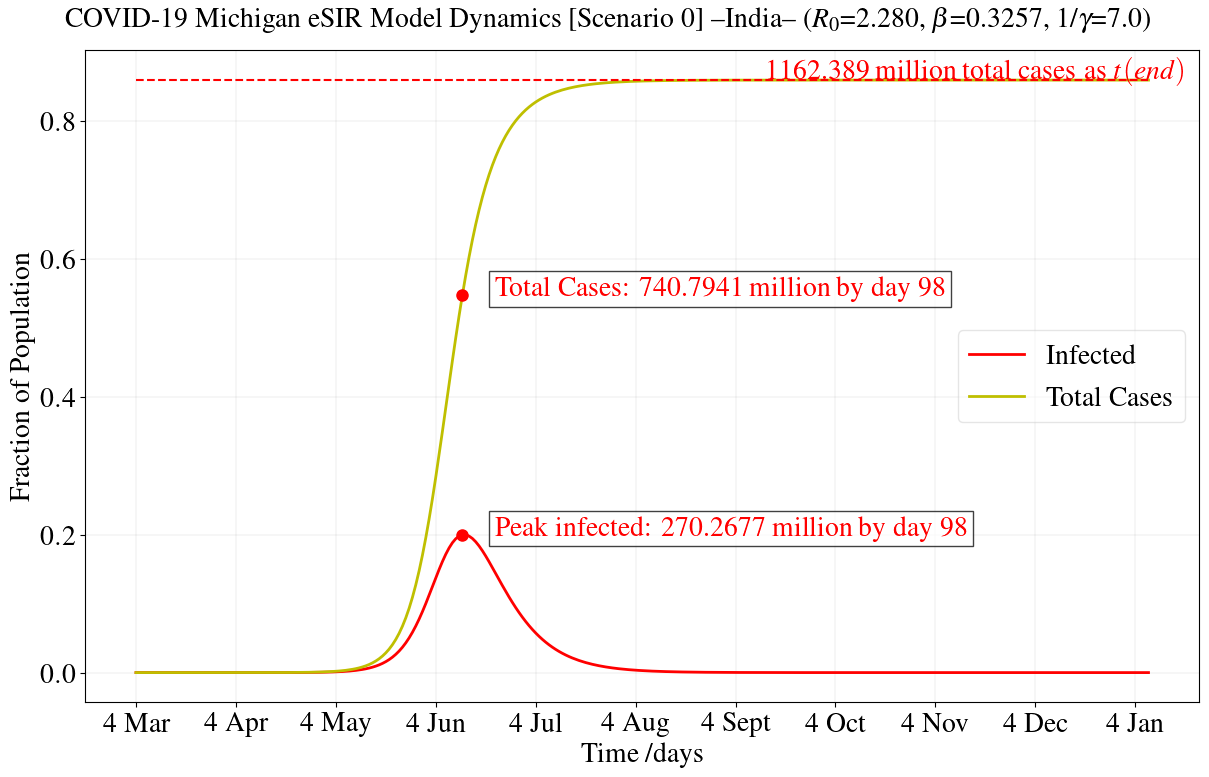 COVID-19 Michigan eSIR Model Dynamics [Scenario 0] –India– (R₀=2.280, β=0.3257, 1/γ=7.0)
1162.389 million total cases as t(end)
0.8
0.6
Total Cases: 740.7941 million by day 98
Infected
Total Cases
0.4
Fraction of Population
0.2
Peak infected: 270.2677 million by day 98
0.0
4 Mar 4 Apr 4 May 4 Jun 4 Jul 4 Aug 4 Sept 4 Oct 4 Nov 4 Dec 4 Jan
Time /days